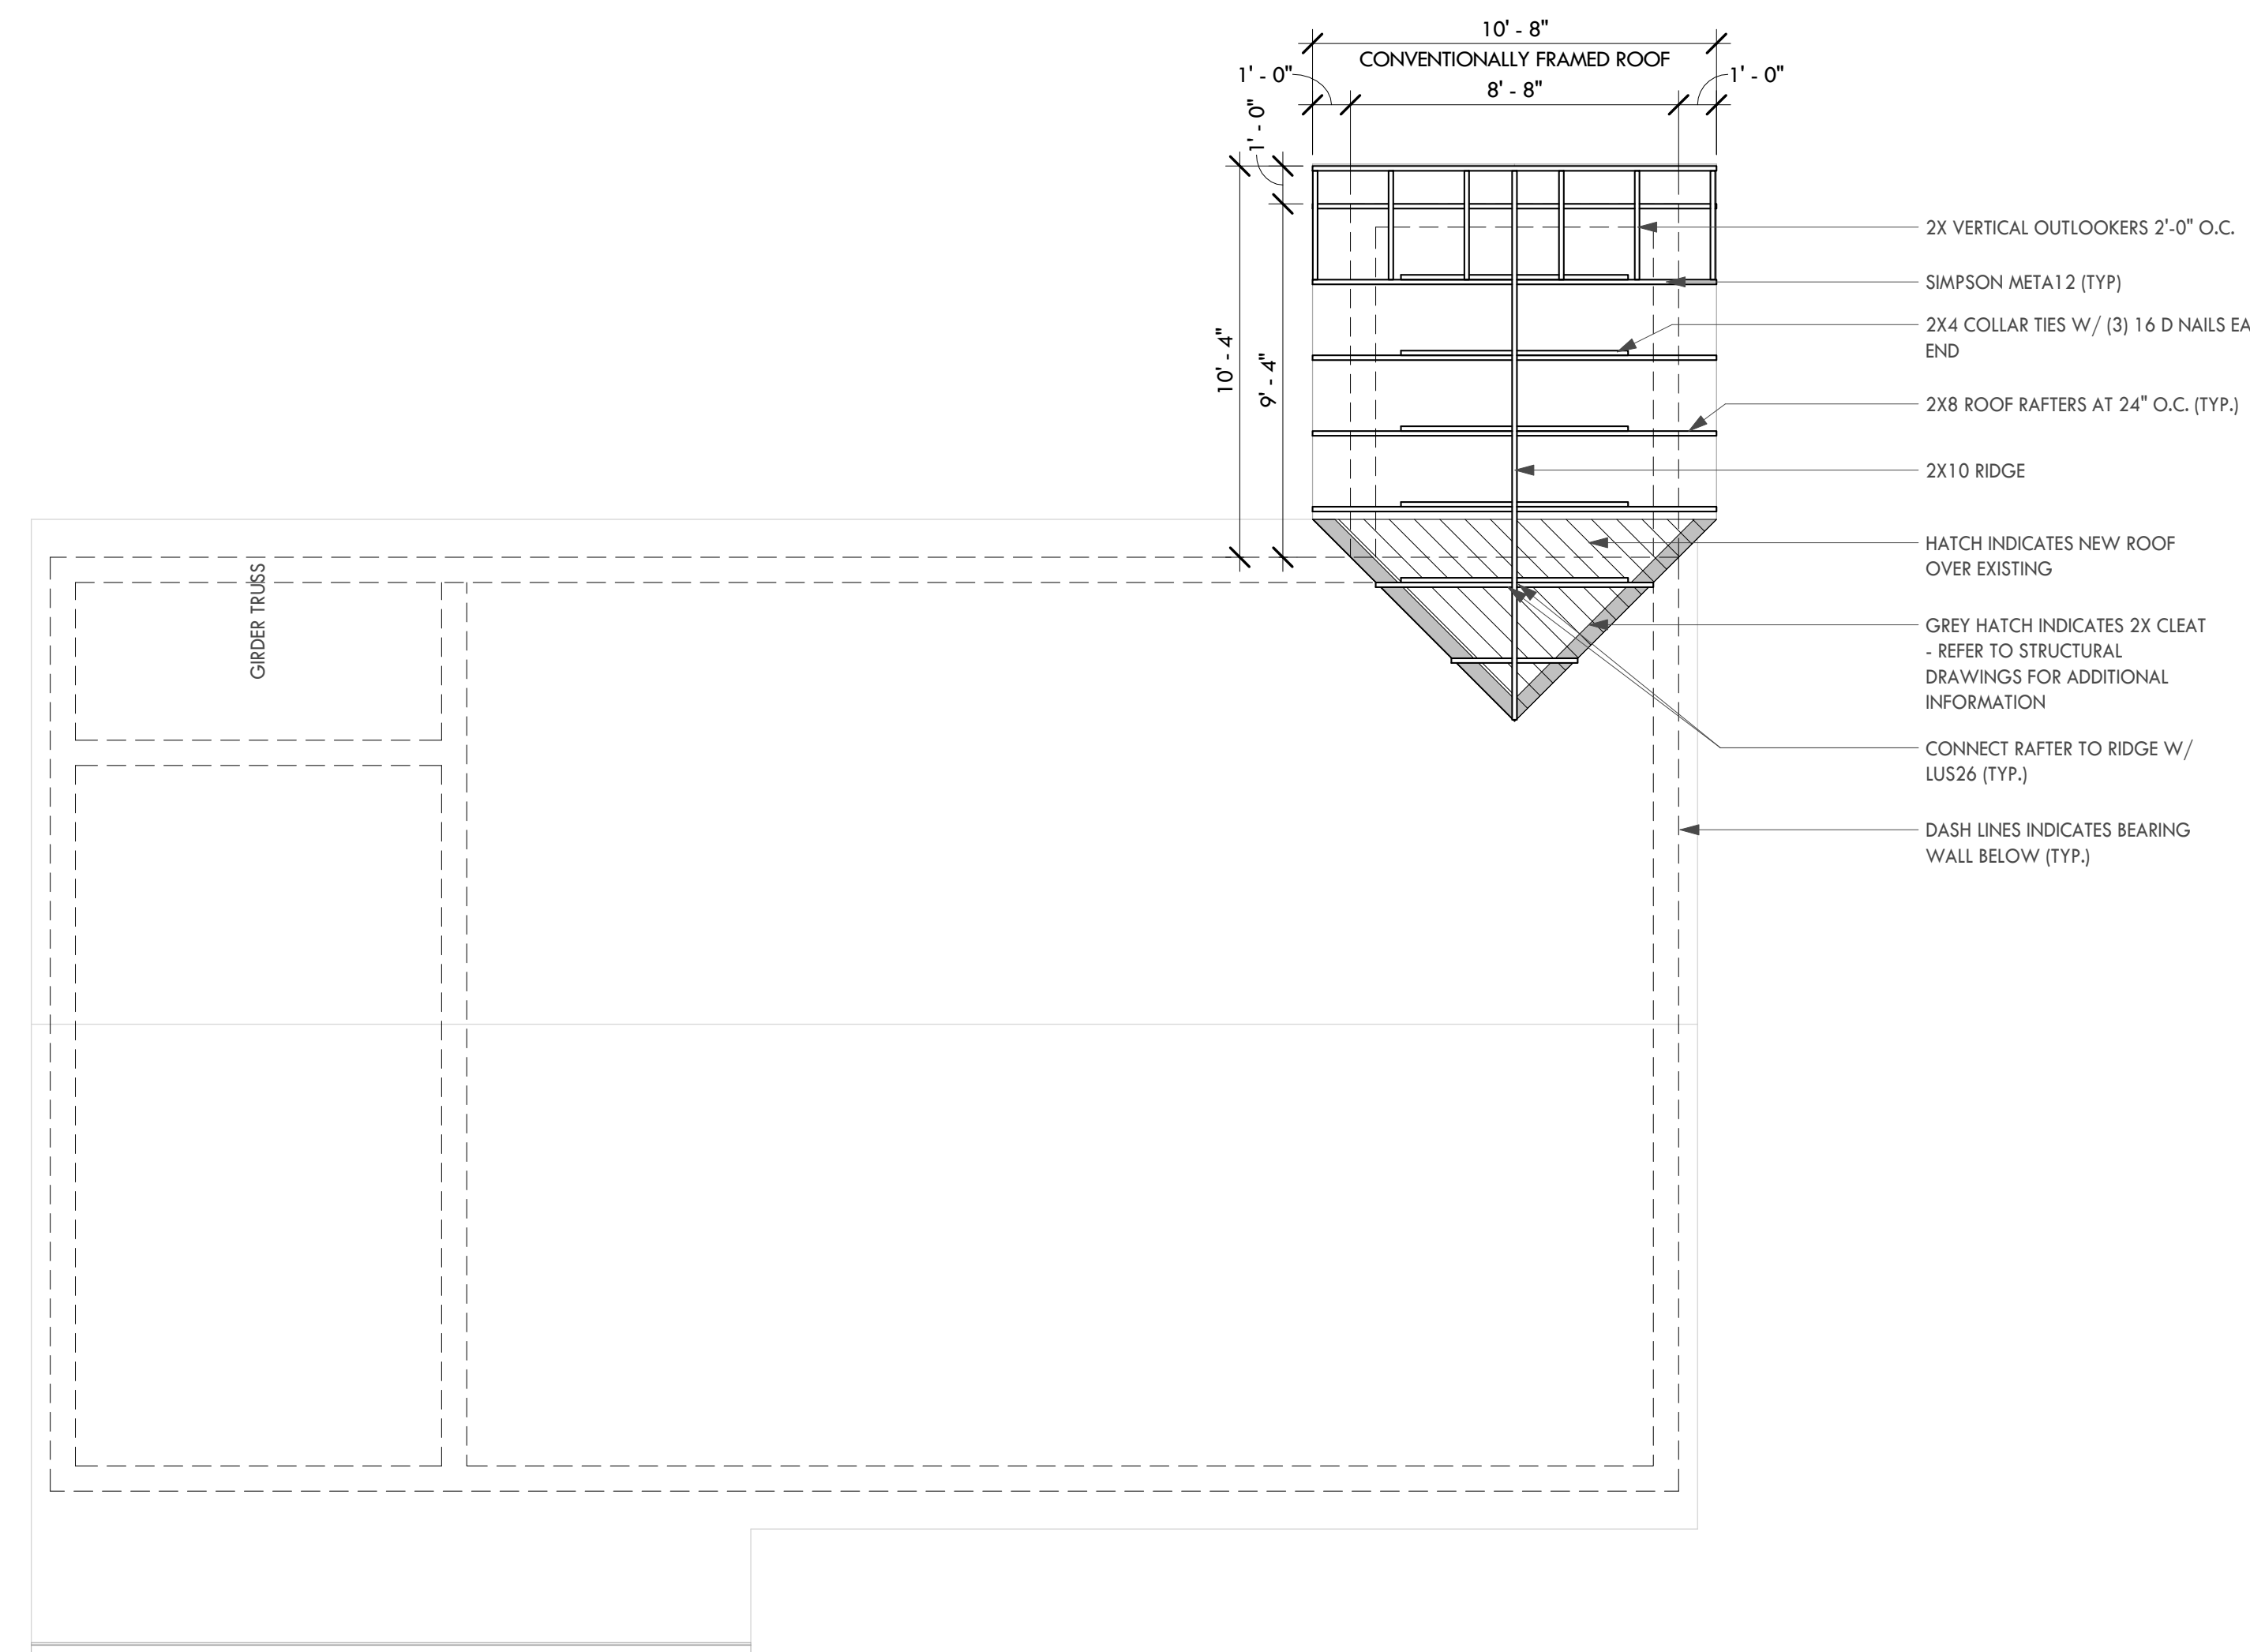 10' - 8"
CONVENTIONALLY FRAMED ROOF
1' - 0"
8' - 8"
1' - 0"
1' - 0"
10' - 4"
9' - 4"
2X VERTICAL OUTLOOKERS 2'-0" O.C.
SIMPSON META12 (TYP)
2X4 COLLAR TIES W/ (3) 16 D NAILS EA
END
2X8 ROOF RAFTERS AT 24" O.C. (TYP.)
2X10 RIDGE
HATCH INDICATES NEW ROOF
OVER EXISTING
GREY HATCH INDICATES 2X CLEAT
- REFER TO STRUCTURAL
DRAWINGS FOR ADDITIONAL
INFORMATION
CONNECT RAFTER TO RIDGE W/
LUS26 (TYP.)
DASH LINES INDICATES BEARING
WALL BELOW (TYP.)
GIRDER TRUSS